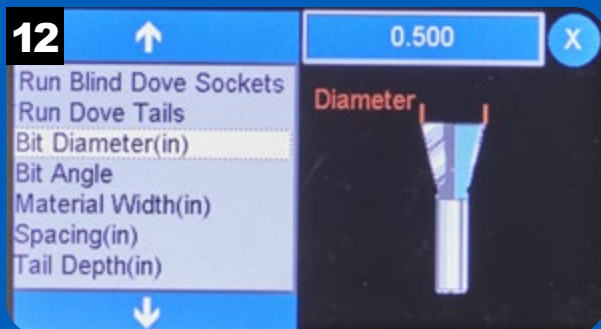 12
0.500
X
Run Blind Dove Sockets
Run Dove Tails
Bit Diameter(in)
Bit Angle
Material Width(in)
Spacing(in)
Tail Depth(in)
Diameter